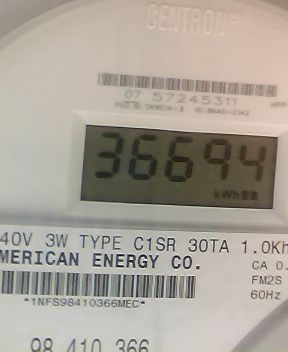 CENTRON®
07 57245311
36694
kWh
40V 3W TYPE C1SR 30TA 1.0Kh
MERICAN ENERGY CO.
CA 0.
FM2S
60Hz
*1NFS98410366MEC*
98 410 366